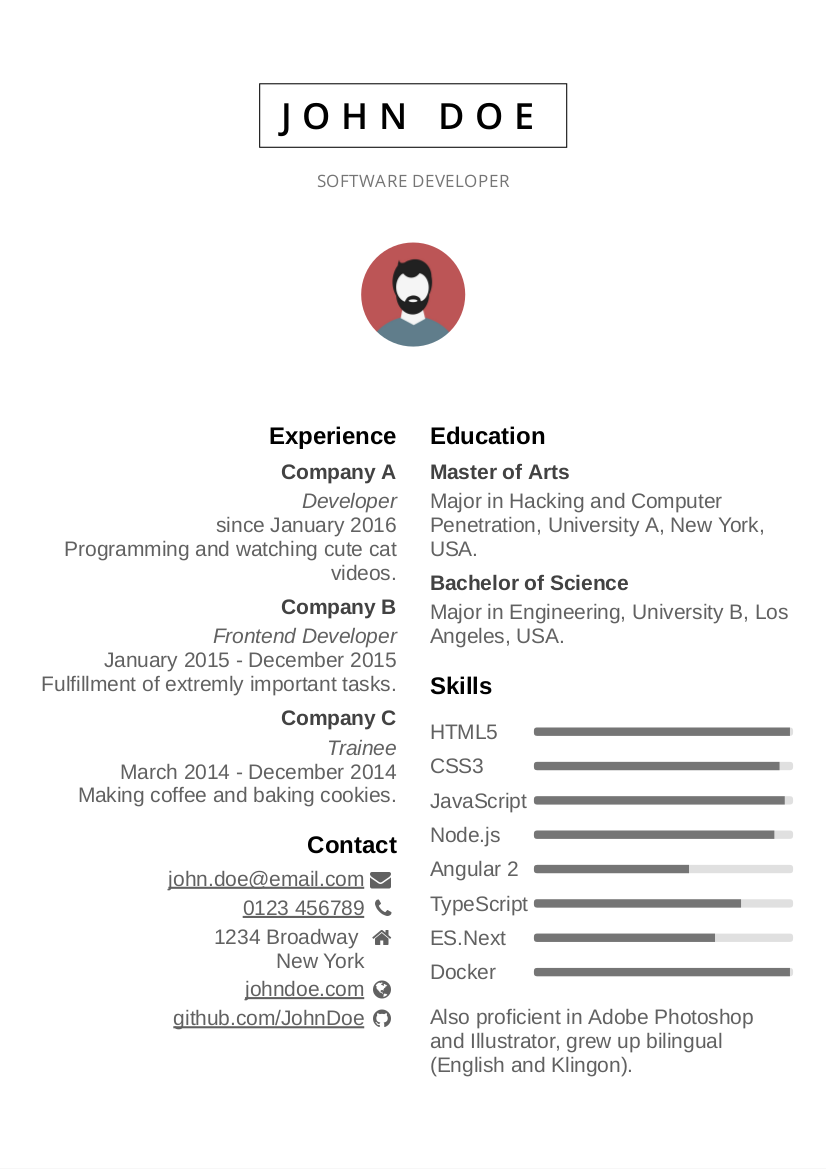 JOHN DOE
SOFTWARE DEVELOPER
Experience
Company A
Developer
since January 2016
Programming and watching cute cat
videos.
Company B
Frontend Developer
January 2015 - December 2015
Fulfillment of extremly important tasks.
Company C
Trainee
March 2014 - December 2014
Making coffee and baking cookies.
Contact
john.doe@email.com
0123 456789
1234 Broadway
New York
johndoe.com
github.com/JohnDoe
Education
Master of Arts
Major in Hacking and Computer
Penetration, University A, New York,
USA.
Bachelor of Science
Major in Engineering, University B, Los
Angeles, USA.
Skills
HTML5
CSS3
JavaScript
Node.js
Angular 2
TypeScript
ES.Next
Docker
Also proficient in Adobe Photoshop
and Illustrator, grew up bilingual
(English and Klingon).